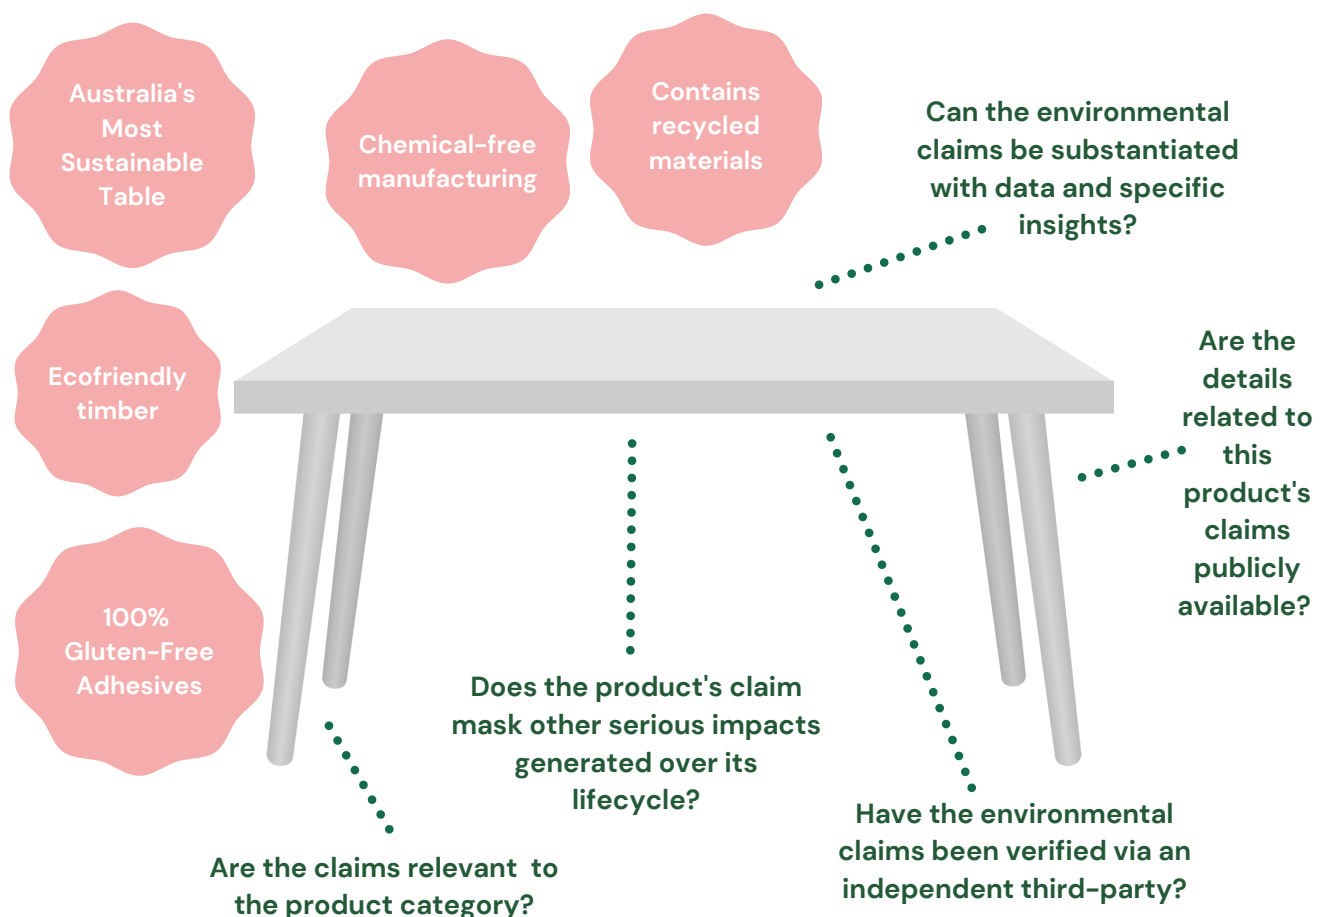 Australia's
Most
Sustainable
Table
Chemical-free
manufacturing
Contains
recycled
materials
Can the environmental
claims be substantiated
with data and specific
insights?
Ecofriendly
timber
Are the
details
related to
this
product's
claims
publicly
available?
100%
Gluten-Free
Adhesives
Does the product's claim
mask other serious impacts
generated over its
lifecycle?
Have the environmental
claims been verified via an
independent third-party?
Are the claims relevant to
the product category?